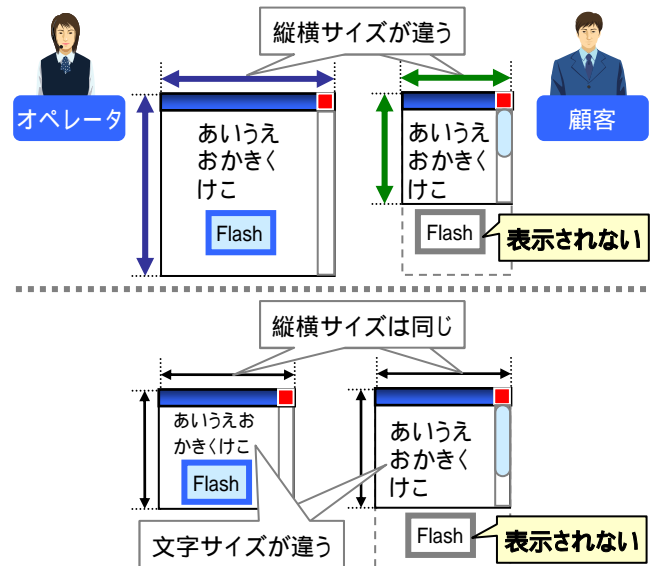 縦横サイズが違う
オペレータ
顧客
あいうえ
おかきく
けこ
Flash
あいうえ
おかきく
けこ
Flash
表示されない
縦横サイズは同じ
あいうえお
かきくけこ
Flash
あいうえ
おかきく
けこ
Flash
文字サイズが違う
表示されない